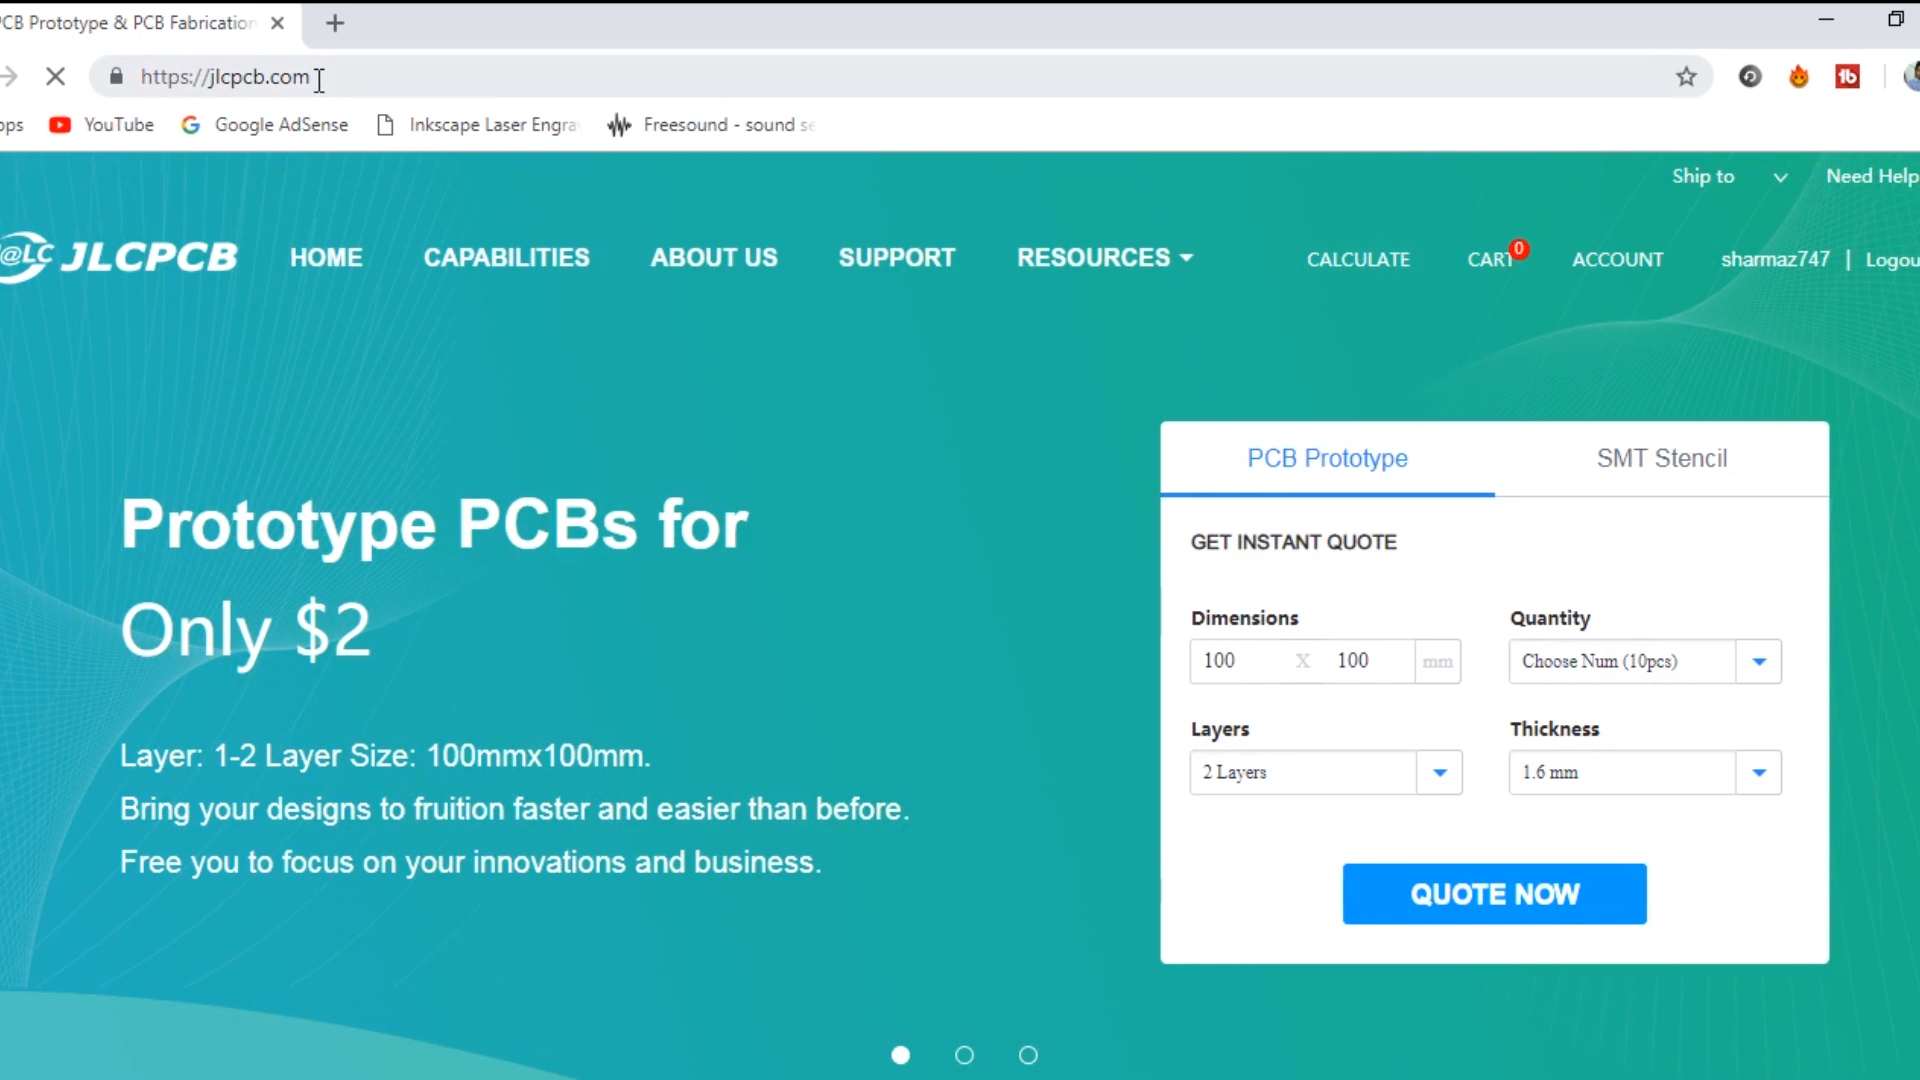 PCB Prototype & PCB Fabrication
https://jlcpcb.com
YouTube
Google AdSense
Inkscape Laser Engra
Freesound - sound se
Ship to
Need Help
J@LC JLCPCB
HOME
CAPABILITIES
ABOUT US
SUPPORT
RESOURCES
CALCULATE
CART
0
ACCOUNT
sharmaz747 | Logou
Prototype PCBs for
Only $2
Layer: 1-2 Layer Size: 100mmx100mm.
Bring your designs to fruition faster and easier than before.
Free you to focus on your innovations and business.
PCB Prototype
SMT Stencil
GET INSTANT QUOTE
Dimensions
Quantity
100 X 100 mm
Choose Num (10pcs)
Layers
Thickness
2 Layers
1.6 mm
QUOTE NOW